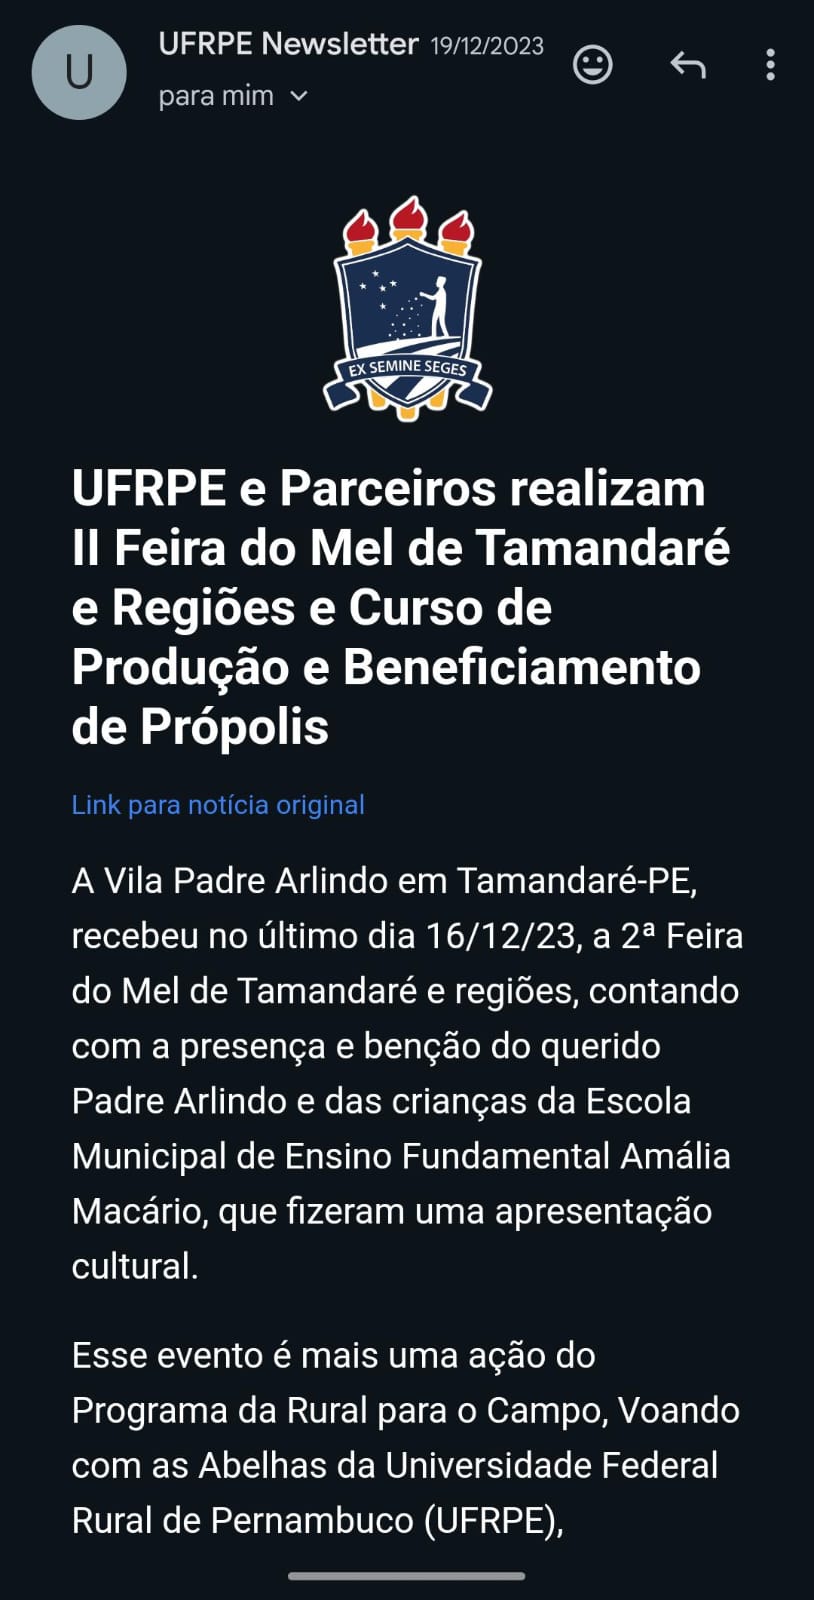 U
UFRPE Newsletter 19/12/2023
para mim
EX SEMINE SEGES
UFRPE e Parceiros realizam
II Feira do Mel de Tamandaré
e Regiões e Curso de
Produção e Beneficiamento
de Própolis
Link para notícia original
A Vila Padre Arlindo em Tamandaré-PE,
recebeu no último dia 16/12/23, a 2ª Feira
do Mel de Tamandaré e regiões, contando
com a presença e benção do querido
Padre Arlindo e das crianças da Escola
Municipal de Ensino Fundamental Amália
Macário, que fizeram uma apresentação
cultural.
Esse evento é mais uma ação do
Programa da Rural para o Campo, Voando
com as Abelhas da Universidade Federal
Rural de Pernambuco (UFRPE),